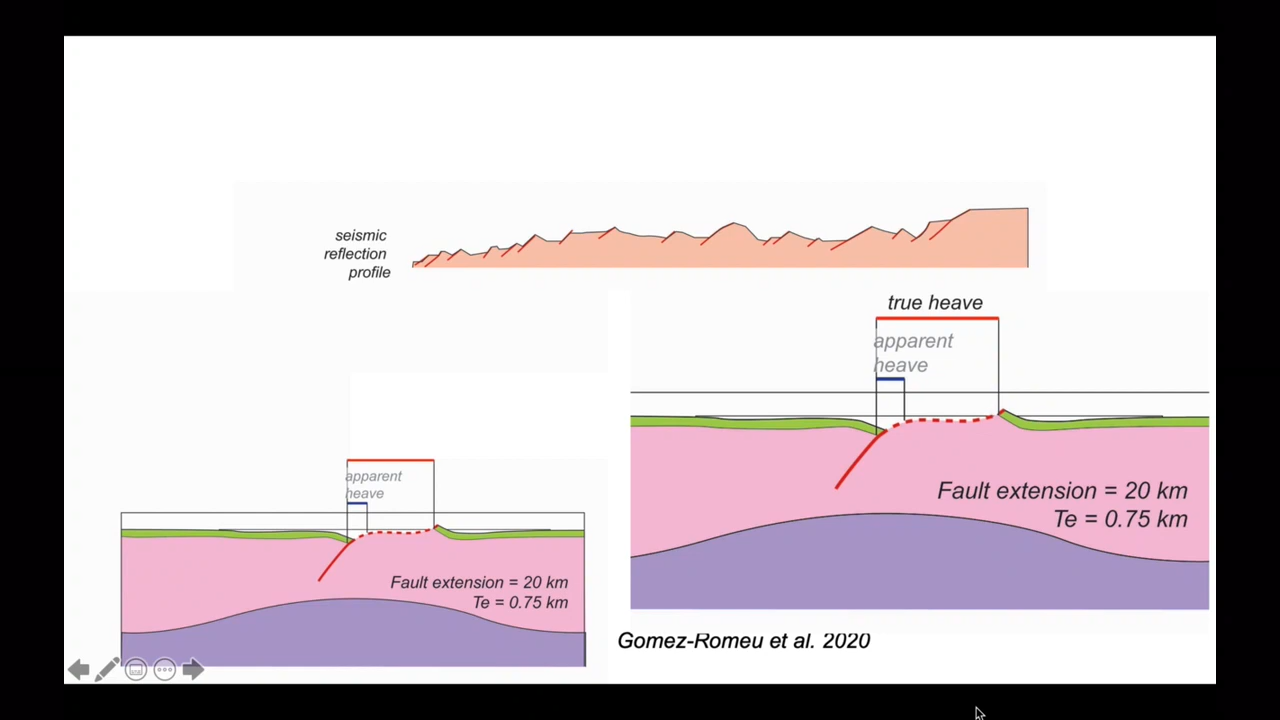 seismic
reflection
profile
true heave
apparent
heave
Fault extension = 20 km
Te = 0.75 km
apparent
heave
Fault extension = 20 km
Te = 0.75 km
Gomez-Romeu et al. 2020